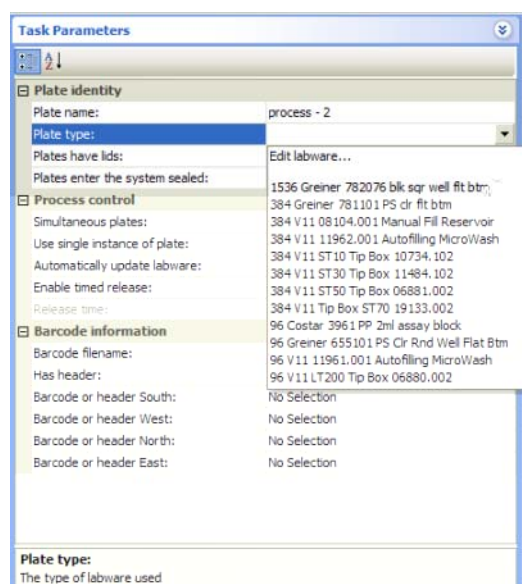 Task Parameters
Plate identity
Plate name: process - 2
Plate type:
Plates have lids: Edit labware...
Plates enter the system sealed: 1536 Greiner 782076 blk sqr well flt btm
Process control 384 Greiner 781101 PS clr flt btm
Simultaneous plates: 384 V11 08104.001 Manual Fill Reservoir
Use single instance of plate: 384 V11 11962.001 Autofilling MicroWash
384 V11 ST10 Tip Box 10734.102
Automatically update labware: 384 V11 ST30 Tip Box 11484.102
Enable timed release: 384 V11 ST50 Tip Box 06881.002
Release time: 384 V11 Tip Box ST70 19133.002
Barcode information 96 Costar 3961 PP 2ml assay block
Barcode filename: 96 Greiner 655101 PS Clr Rnd Well Flat Btm
Has header: 96 V11 11961.001 Autofilling MicroWash
96 V11 LT200 Tip Box 06880.002
Barcode or header South: No Selection
Barcode or header West: No Selection
Barcode or header North: No Selection
Barcode or header East: No Selection
Plate type:
The type of labware used